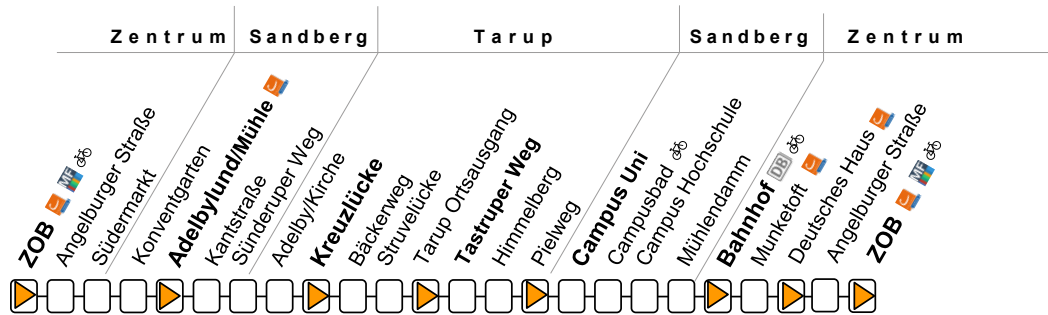 Zentrum Sandberg Tarup Sandberg Zentrum
ZOB MF
Angelburger Straße
Südermarkt
Konventgarten
Adelbylund/Mühle
Kantstraße
Sünderuper Weg
Adelby/Kirche
Kreuzlücke
Bäckerweg
Struvelücke
Tarup Ortsausgang
Tastruper Weg
Himmelberg
Pielweg
Campus Uni
Campusbad
Campus Hochschule
Mühlendamm
Bahnhof DB
Munketoft
Deutsches Haus
Angelburger Straße
ZOB MF